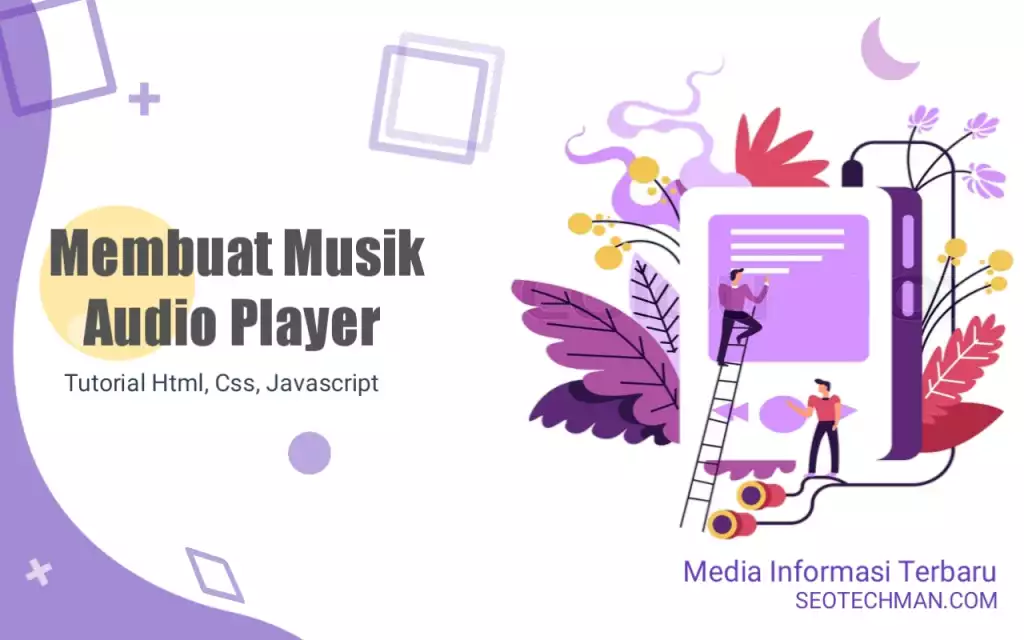 Membuat Musik
Audio Player
Tutorial Html, Css, Javascript
Media Informasi Terbaru
SEOTECHMAN.COM